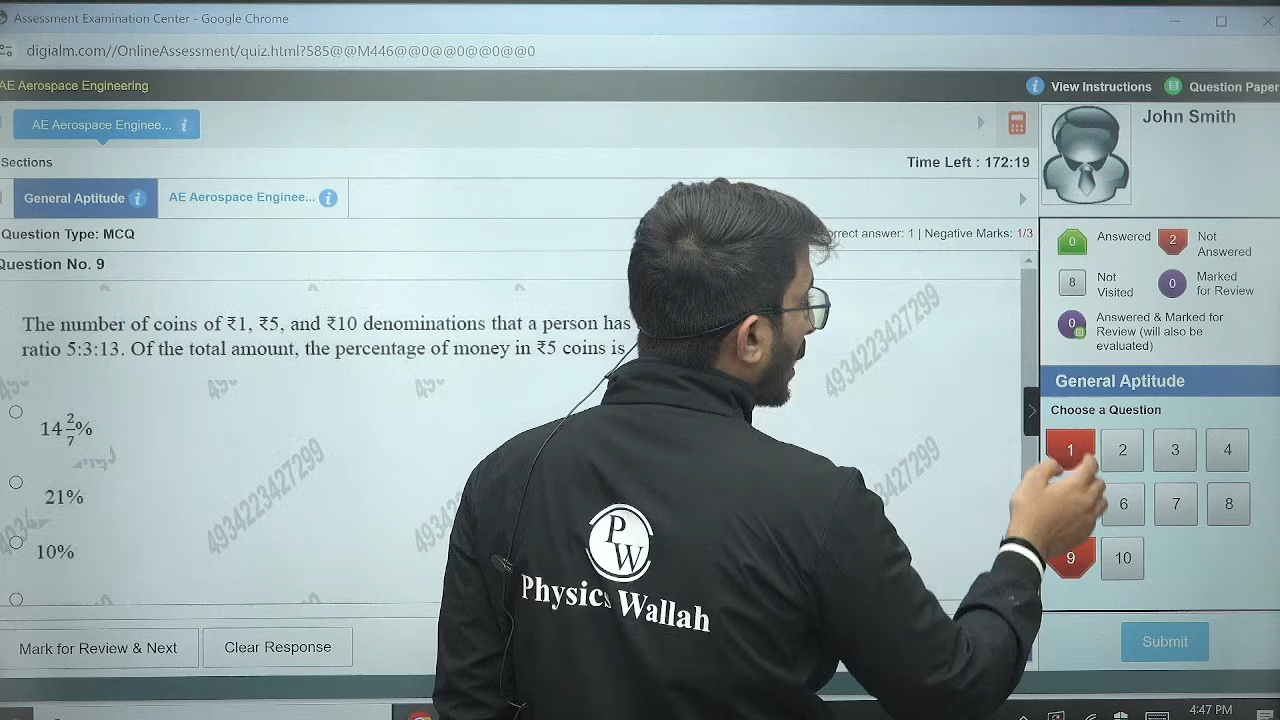 Assessment Examination Center - Google Chrome
digialm.com//OnlineAssessment/quiz.html?585@@M446@@0@@0@@0@@0
AE Aerospace Engineering
View Instructions
Question Paper
AE Aerospace Enginee...
John Smith
Sections
Time Left : 172:19
General Aptitude
AE Aerospace Enginee...
Question Type: MCQ
rrect answer: 1 | Negative Marks: 1/3
0 Answered
2 Not Answered
8 Not Visited
0 Marked for Review
0 Answered & Marked for Review (will also be evaluated)
Question No. 9
The number of coins of ₹1, ₹5, and ₹10 denominations that a person has
ratio 5:3:13. Of the total amount, the percentage of money in ₹5 coins is
14 2/7%
21%
10%
4934223427299
4934223427299
General Aptitude
Choose a Question
1 2 3 4
6 7 8
9 10
PW
Physics Wallah
Mark for Review & Next
Clear Response
Submit
4:47 PM